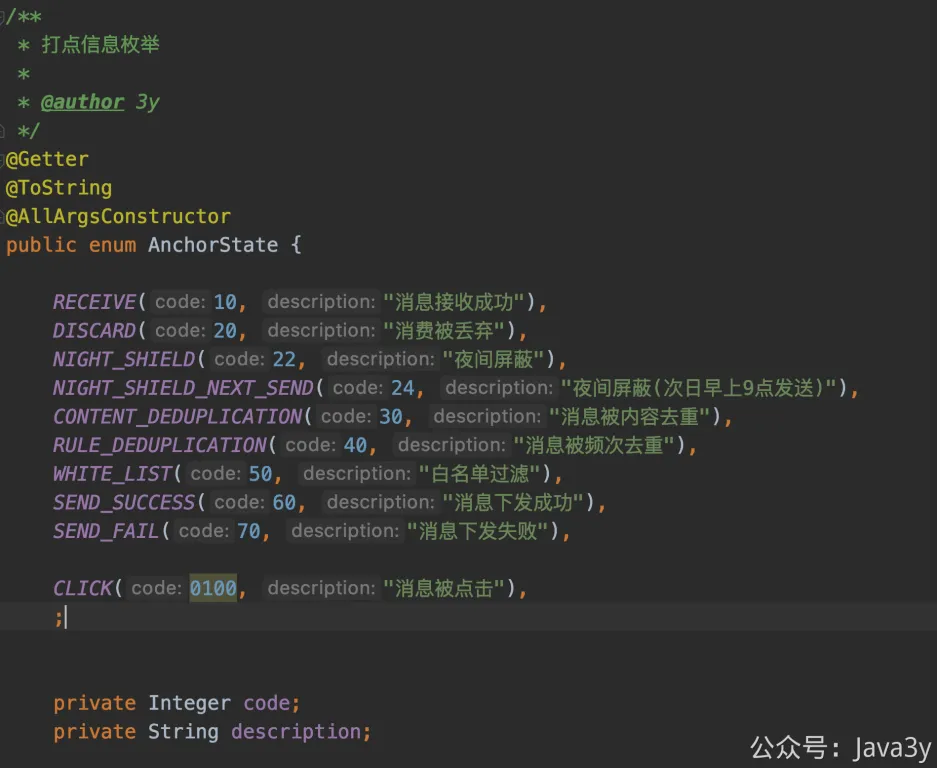 /**
 * 打点信息枚举
 *
 * @author 3y
 */
@Getter
@ToString
@AllArgsConstructor
public enum AnchorState {
RECEIVE( code: 10, description: "消息接收成功"),
DISCARD( code: 20, description: "消费被丢弃"),
NIGHT_SHIELD( code: 22, description: "夜间屏蔽"),
NIGHT_SHIELD_NEXT_SEND( code: 24, description: "夜间屏蔽(次日早上9点发送)"),
CONTENT_DEDUPLICATION( code: 30, description: "消息被内容去重"),
RULE_DEDUPLICATION( code: 40, description: "消息被频次去重"),
WHITE_LIST( code: 50, description: "白名单过滤"),
SEND_SUCCESS( code: 60, description: "消息下发成功"),
SEND_FAIL( code: 70, description: "消息下发失败"),
CLICK( code: 0100, description: "消息被点击"),
;
private Integer code;
private String description;
公众号：Java3y